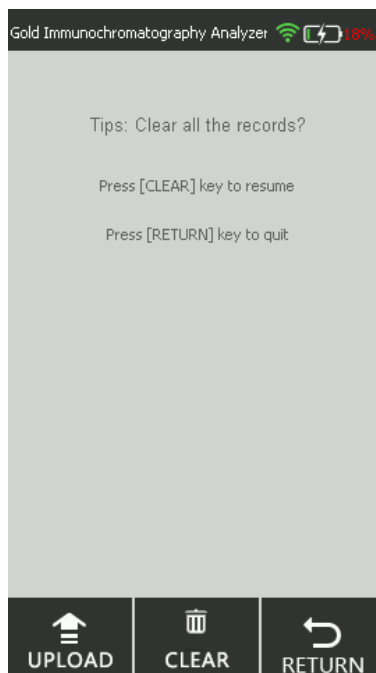 Gold Immunochromatography Analyzer 18%
Tips: Clear all the records?
Press [CLEAR] key to resume
Press [RETURN] key to quit
UPLOAD CLEAR RETURN